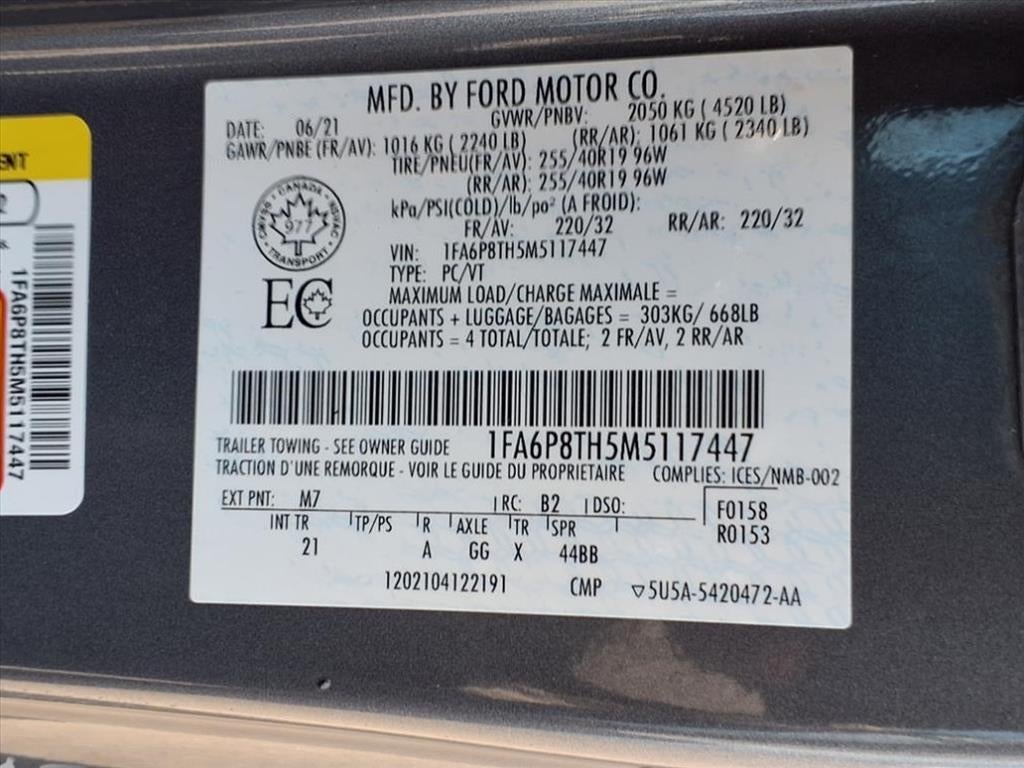 MFD. BY FORD MOTOR CO.
DATE: 06/21 GVWR/PNBV: 2050 KG ( 4520 LB)
GAWR/PNBE (FR/AV): 1016 KG ( 2240 LB) (RR/AR): 1061 KG ( 2340 LB)
TIRE/PNEU(FR/AV): 255/40R19 96W
(RR/AR): 255/40R19 96W
kPa/PSI(COLD)/lb/po² (A FROID):
FR/AV: 220/32 RR/AR: 220/32
CANADA
977
TRANSPORT
VIN: 1FA6P8TH5M5117447
TYPE: PC/VT
EC
MAXIMUM LOAD/CHARGE MAXIMALE =
OCCUPANTS + LUGGAGE/BAGAGES = 303KG/ 668LB
OCCUPANTS = 4 TOTAL/TOTALE; 2 FR/AV, 2 RR/AR
TRAILER TOWING - SEE OWNER GUIDE 1FA6P8TH5M5117447
TRACTION D'UNE REMORQUE - VOIR LE GUIDE DU PROPRIETAIRE COMPLIES: ICES/NMB-002
EXT PNT: M7 RC: B2 DSO: F0158
INT TR TP/PS R AXLE TR SPR R0153
21 A GG X 44BB
1202104122191 CMP ▽5U5A-5420472-AA
1FA6P8TH5M5117447